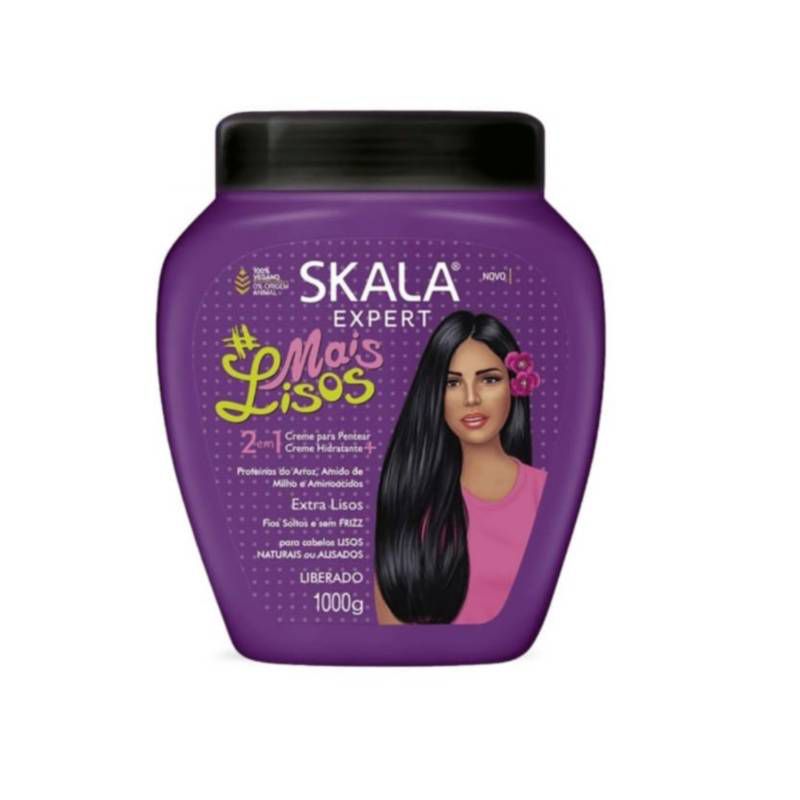 100%
VEGANO
0% ORIGEM
ANIMAL
SKALA®
EXPERT
NOVO
#Mais
Lisos
2em1 Creme para Pentear
Creme Hidratante+
Proteínas do Arroz, Amido de
Milho e Aminoácidos
Extra Lisos
Fios Soltos e sem FRIZZ
para cabelos LISOS
NATURAIS ou ALISADOS
LIBERADO
1000g